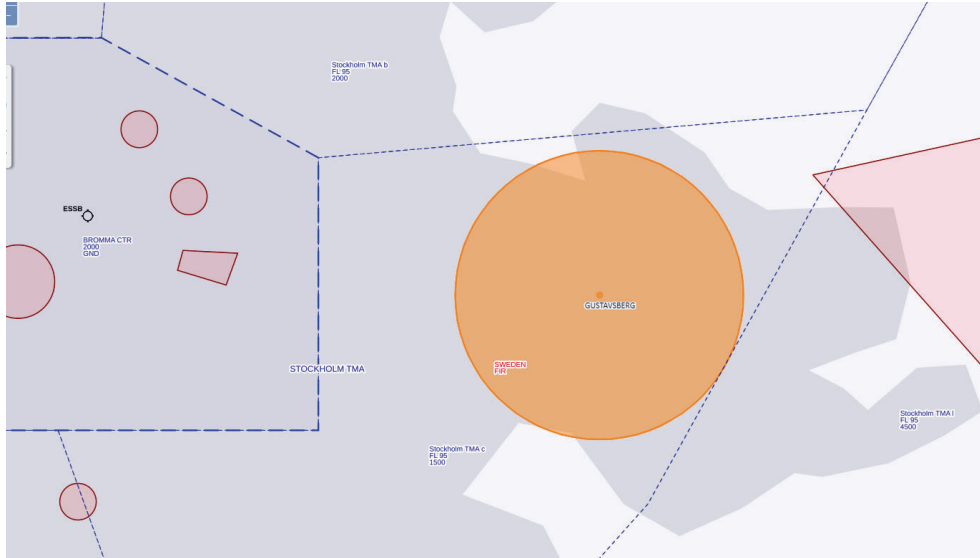 Stockholm TMA b
FL 95
2000
ESSB
BROMMA CTR
2000
GND
GUSTAVSBERG
SWEDEN
FIR
STOCKHOLM TMA
Stockholm TMA c
FL 95
1500
Stockholm TMA l
FL 95
4500